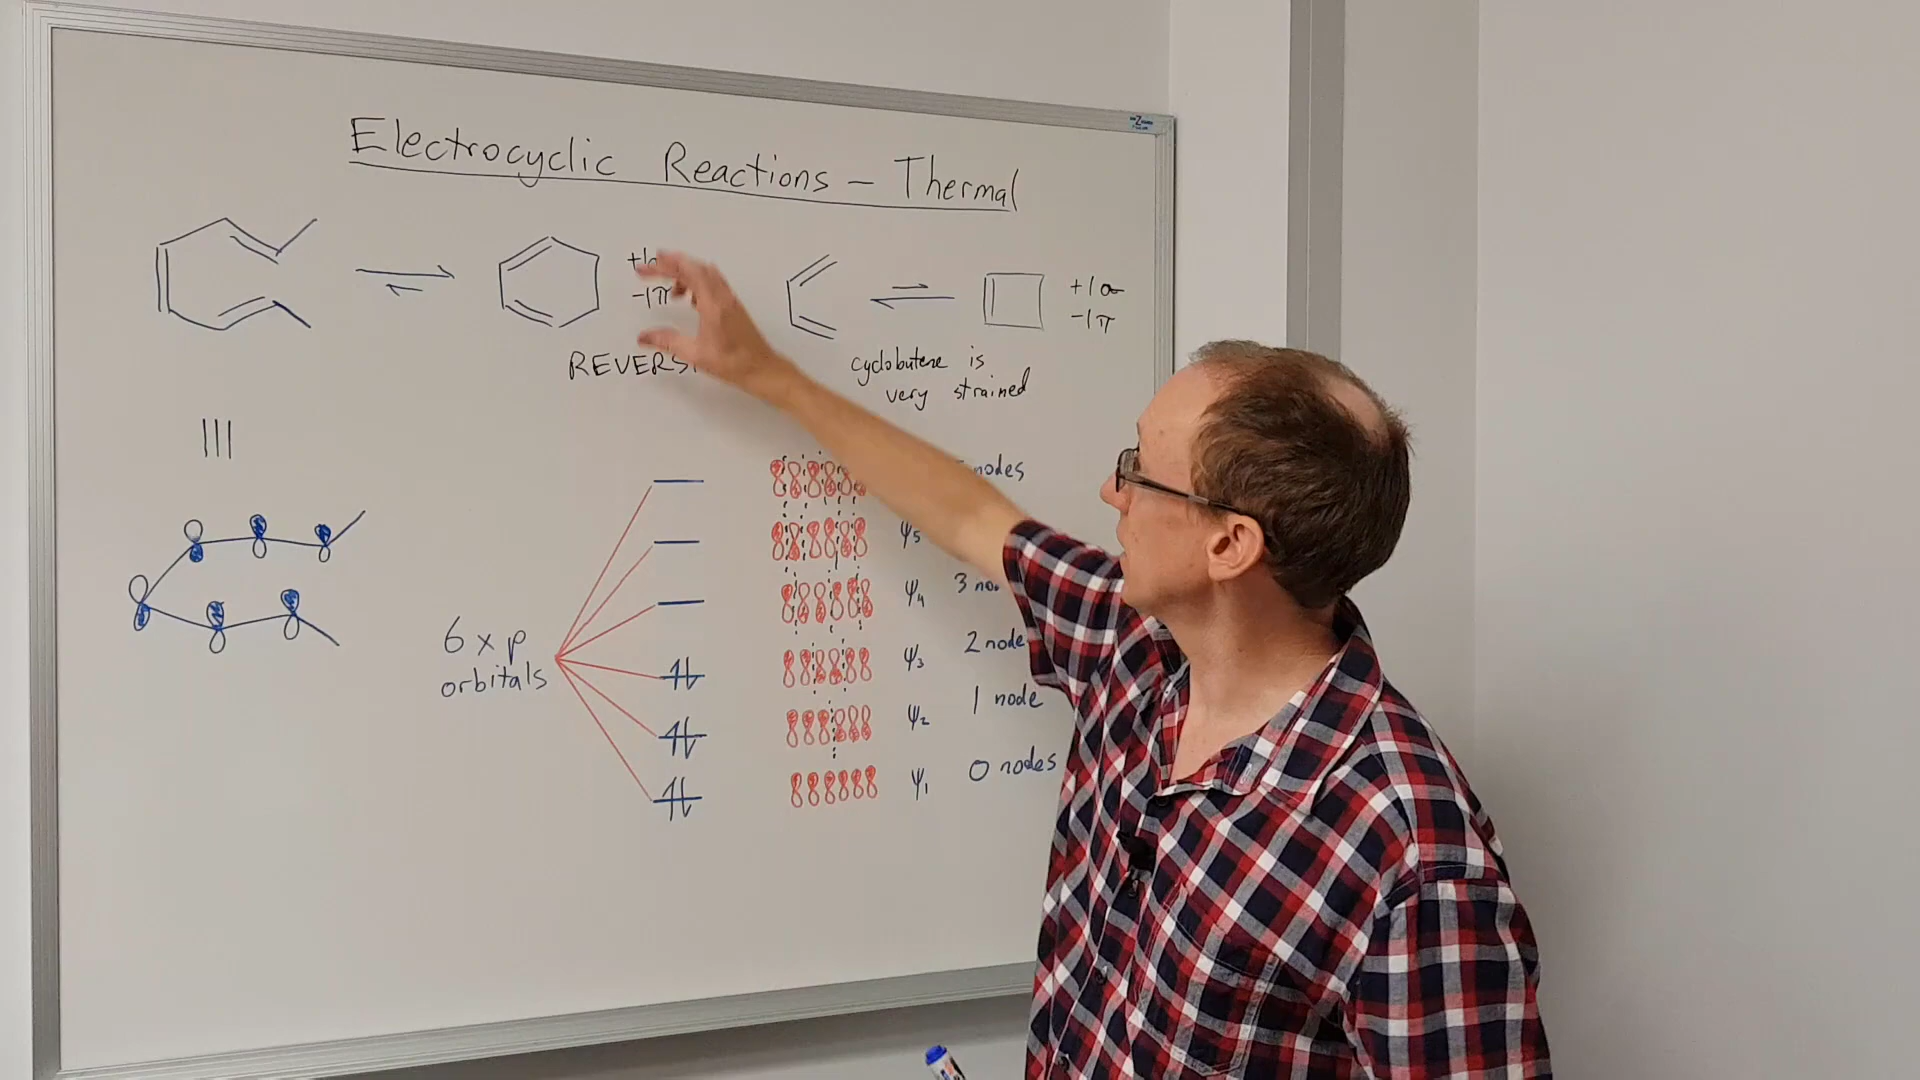 Electrocyclic Reactions - Thermal
-1π
+1σ
-1π
REVERS
cyclobutene is
very strained
nodes
ψ5
ψ4
3 no
6 x p
orbitals
ψ3
2 node
ψ2
1 node
ψ1
0 nodes